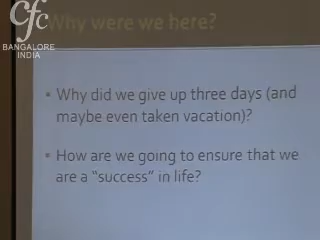 cfc
BANGALORE
INDIA
Why were we here?
Why did we give up three days (and
maybe even taken vacation)?
How are we going to ensure that we
are a "success" in life?